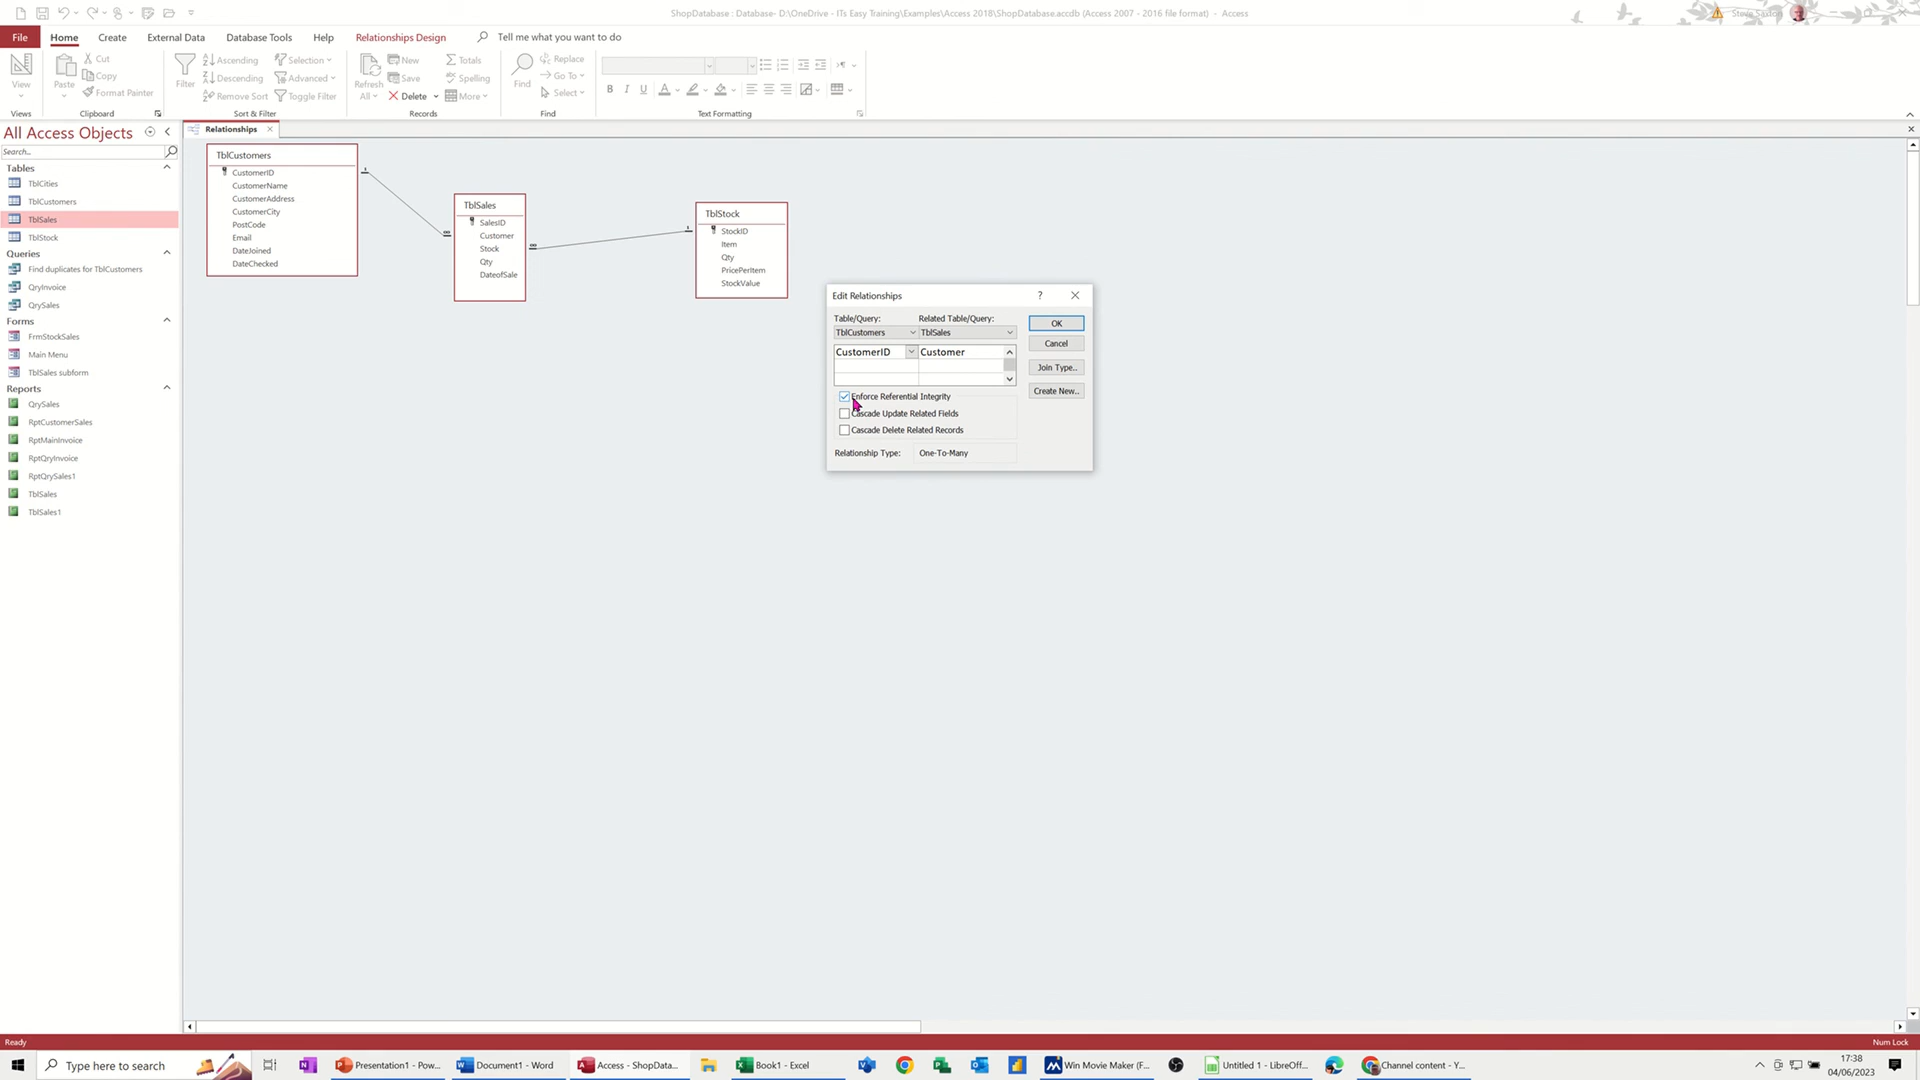 ShopDatabase : Database- D:\OneDrive - ITs Easy Training\Examples\Access 2018\ShopDatabase.accdb (Access 2007 - 2016 file format) - Access
Steve Saxton
File Home Create External Data Database Tools Help Relationships Design Tell me what you want to do
View
Views
Paste
Cut
Copy
Format Painter
Clipboard
Filter
Ascending
Descending
Remove Sort
Selection
Advanced
Toggle Filter
Sort & Filter
Refresh
All
New
Save
Delete
Totals
Spelling
More
Records
Find
Replace
Go To
Select
Find
B I U A
Text Formatting
All Access Objects
Search...
Tables
TblCities
TblCustomers
TblSales
TblStock
Queries
Find duplicates for TblCustomers
QryInvoice
QrySales
Forms
FrmStockSales
Main Menu
TblSales subform
Reports
QrySales
RptCustomerSales
RptMainInvoice
RptQryInvoice
RptQrySales1
TblSales
TblSales1
Relationships
TblCustomers
CustomerID
CustomerName
CustomerAddress
CustomerCity
PostCode
Email
DateJoined
DateChecked
1
∞
TblSales
SalesID
Customer
Stock
Qty
DateofSale
∞
1
TblStock
StockID
Item
Qty
PricePerItem
StockValue
Edit Relationships ?
Table/Query: Related Table/Query:
TblCustomers TblSales
CustomerID Customer
Enforce Referential Integrity
Cascade Update Related Fields
Cascade Delete Related Records
Relationship Type: One-To-Many
OK
Cancel
Join Type..
Create New..
Ready
Num Lock
Type here to search
Presentation1 - Pow...
Document1 - Word
Access - ShopData...
Book1 - Excel
Win Movie Maker (F...
Untitled 1 - LibreOff...
Channel content - Y...
17:38
04/06/2023